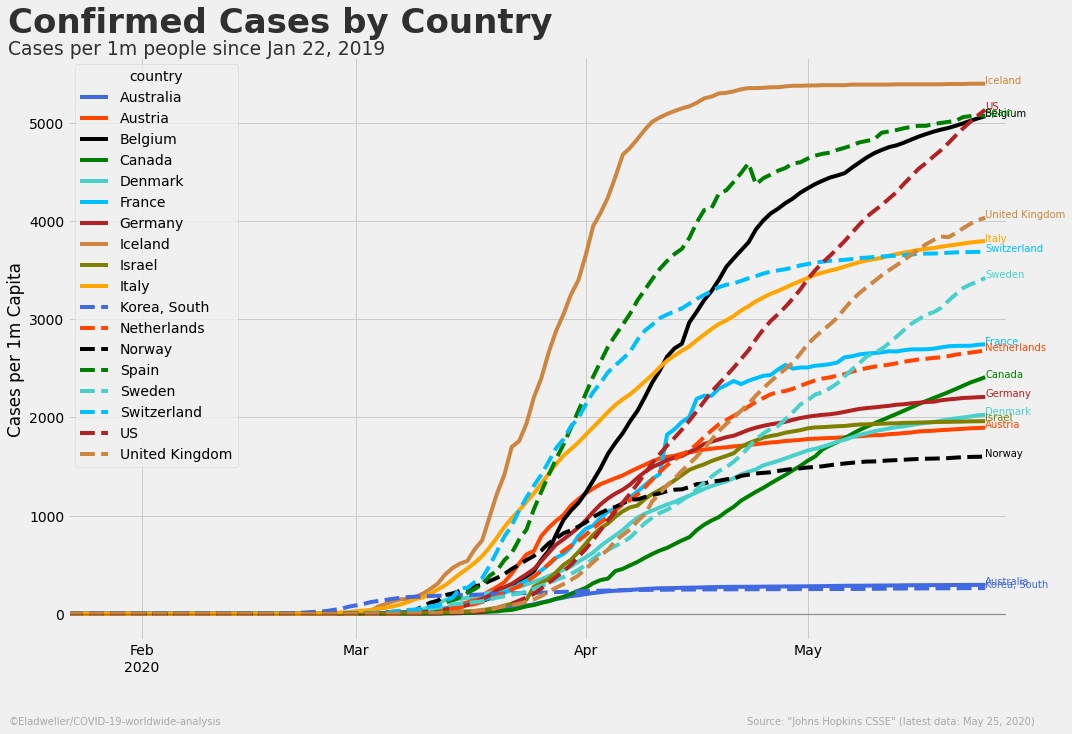 Confirmed Cases by Country
Cases per 1m people since Jan 22, 2019
country
Australia
Austria
Belgium
Canada
Denmark
France
Germany
Iceland
Israel
Italy
Korea, South
Netherlands
Norway
Spain
Sweden
Switzerland
US
United Kingdom
Cases per 1m Capita
5000
4000
3000
2000
1000
0
Iceland
US
Spain
Belgium
United Kingdom
Italy
Switzerland
Sweden
France
Netherlands
Canada
Germany
Denmark
Israel
Austria
Norway
Australia
Korea, South
Feb
2020
Mar
Apr
May
©Eladweller/COVID-19-worldwide-analysis
Source: "Johns Hopkins CSSE" (latest data: May 25, 2020)